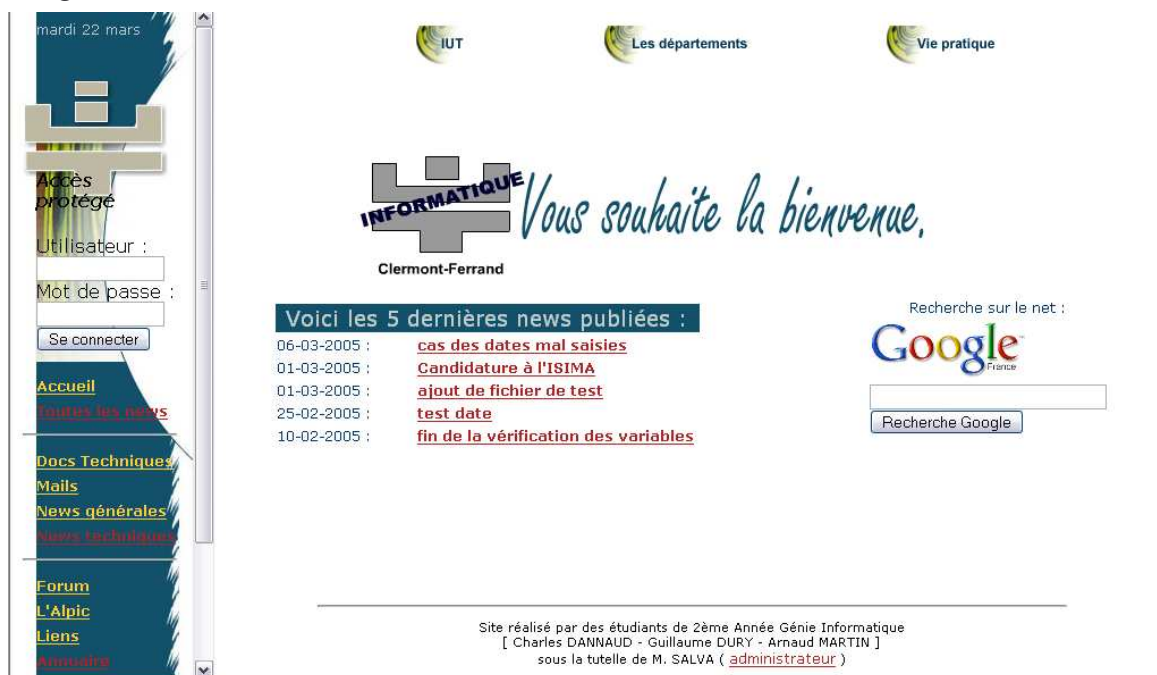 mardi 22 mars
Accès
protégé
Utilisateur :
Mot de passe :
Se connecter
Accueil
Toutes les news
Docs Techniques
Mails
News générales
News techniques
Forum
L'Alpic
Liens
Annuaire
IUT
Les départements
Vie pratique
INFORMATIQUE
Clermont-Ferrand
Vous souhaite la bienvenue.
Voici les 5 dernières news publiées :
06-03-2005 : cas des dates mal saisies
01-03-2005 : Candidature à l'ISIMA
01-03-2005 : ajout de fichier de test
25-02-2005 : test date
10-02-2005 : fin de la vérification des variables
Recherche sur le net :
Google
France
Recherche Google
Site réalisé par des étudiants de 2ème Année Génie Informatique
[ Charles DANNAUD - Guillaume DURY - Arnaud MARTIN ]
sous la tutelle de M. SALVA ( administrateur )